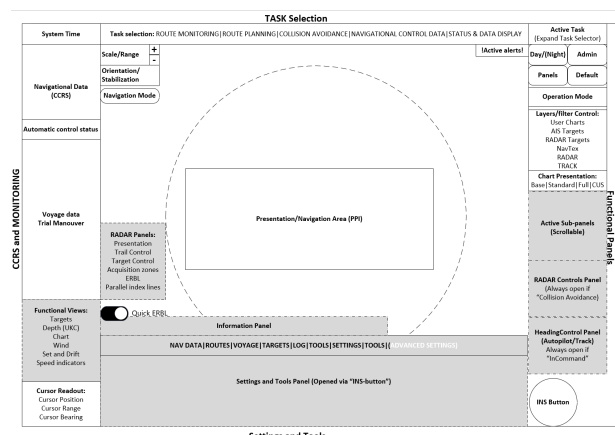 TASK Selection
System Time
Task selection: ROUTE MONITORING|ROUTE PLANNING|COLLISION AVOIDANCE|NAVIGATIONAL CONTROL DATA|STATUS & DATA DISPLAY
Active Task
(Expand Task Selector)
Navigational Data
(CCRS)
Scale/Range
+
-
Orientation/
Stabilization
Navigation Mode
!Active alerts!
Day/(Night)
Admin
Panels
Default
Operation Mode
Automatic control status
Layers/filter Control:
User Charts
AIS Targets
RADAR Targets
NavTex
RADAR
TRACK
Chart Presentation:
Base|Standard|Full|CUS
CCRS and MONITORING
Voyage data
Trial Manouver
Presentation/Navigation Area (PPI)
RADAR Panels:
Presentation
Trail Control
Target Control
Acquisition zones
ERBL
Parallel index lines
Active Sub-panels
(Scrollable)
Functional Panels
RADAR Controls Panel
(Always open if
"Collision Avoidance)
Functional Views:
Targets
Depth (UKC)
Chart
Wind
Set and Drift
Speed indicators
Quick ERBL
Information Panel
NAV DATA|ROUTES|VOYAGE|TARGETS|LOG|TOOLS|SETTINGS|TOOLS|(ADVANCED SETTINGS)
HeadingControl Panel
(Autopilot/Track)
Always open if
"InCommand"
Settings and Tools Panel (Opened via "INS-button")
Cursor Readout:
Cursor Position
Cursor Range
Cursor Bearing
INS Button
Settings and Tools